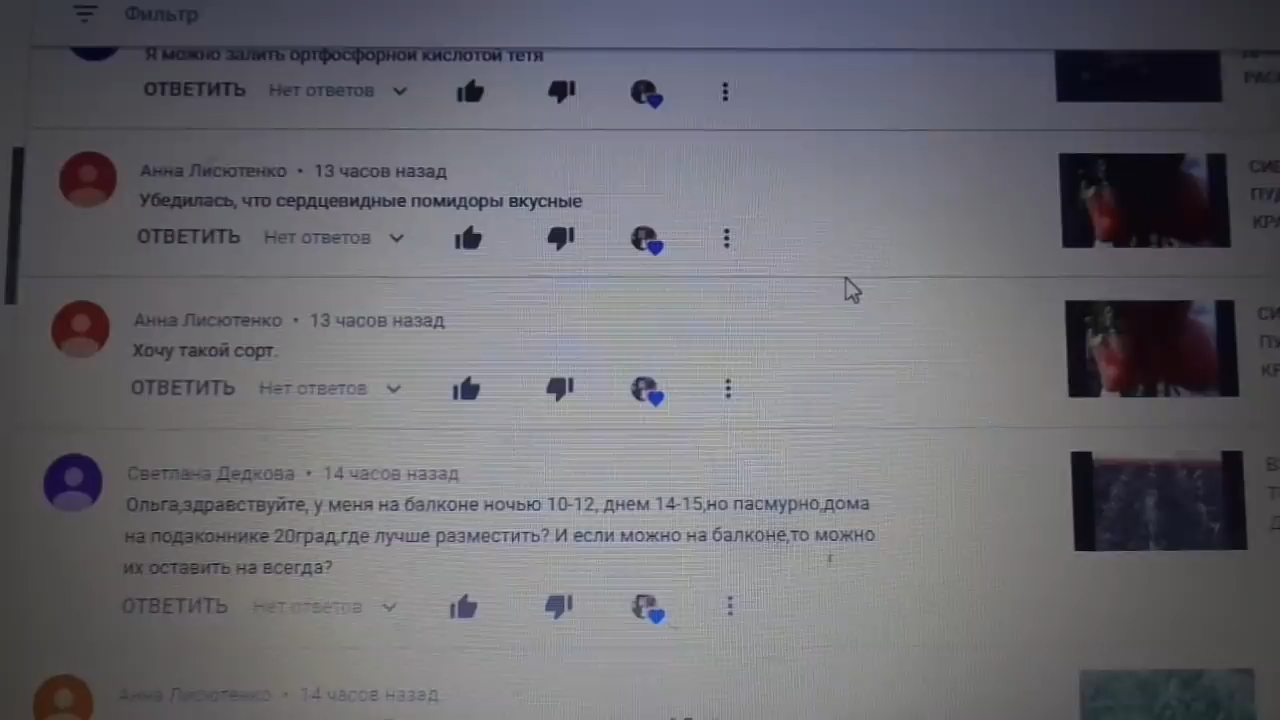 Фильтр
Я можно залить ортфосфорной кислотой тетя
ОТВЕТИТЬ Нет ответов
Анна Лисютенко • 13 часов назад
Убедилась, что сердцевидные помидоры вкусные
ОТВЕТИТЬ Нет ответов
Анна Лисютенко • 13 часов назад
Хочу такой сорт.
ОТВЕТИТЬ Нет ответов
Светлана Дедкова • 14 часов назад
Ольга,здравствуйте, у меня на балконе ночью 10-12, днем 14-15,но пасмурно,дома
на подаконнике 20град,где лучше разместить? И если можно на балконе,то можно
их оставить на всегда?
ОТВЕТИТЬ Нет ответов
Анна Лисютенко • 14 часов назад